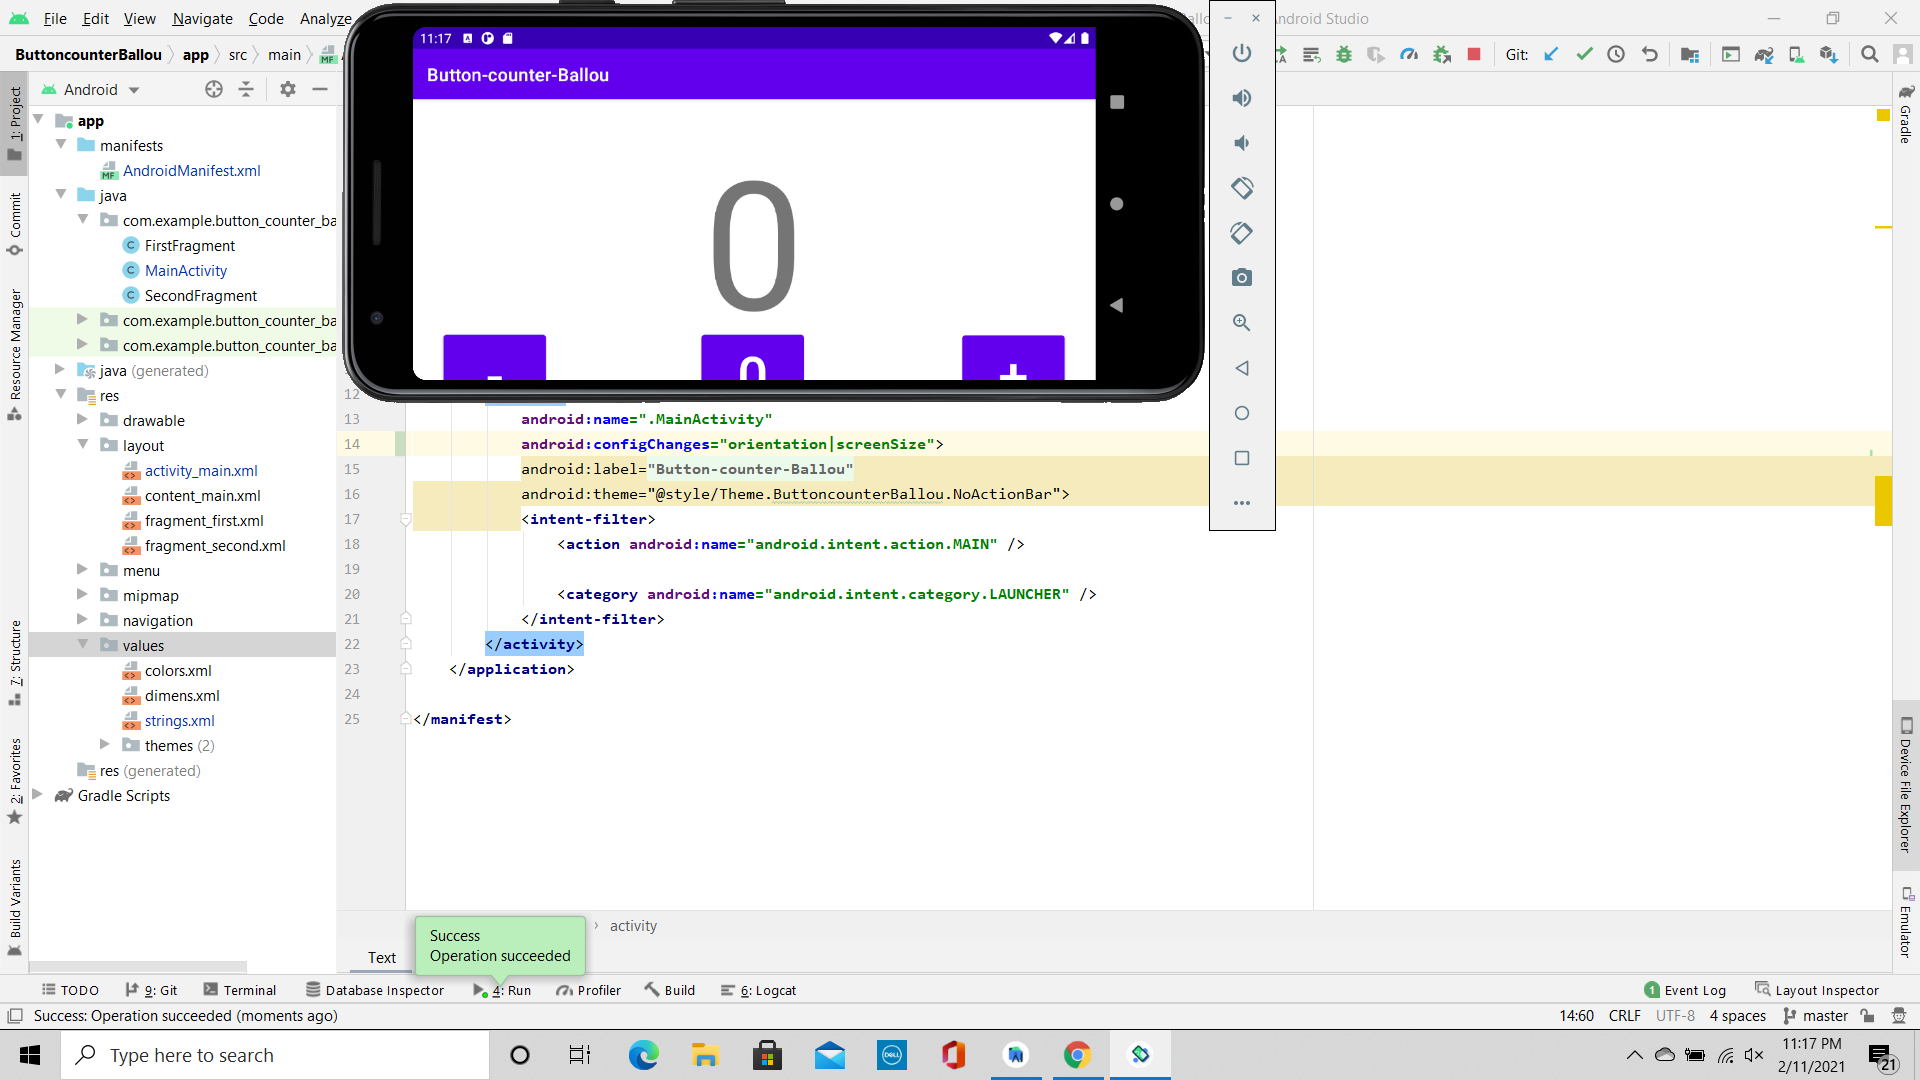 File Edit View Navigate Code Analyze
Android Studio
ButtoncounterBallou app src main
Git:
Android
1: Project
Commit
Resource Manager
7: Structure
2: Favorites
Build Variants
app
manifests
AndroidManifest.xml
java
com.example.button_counter_ba
FirstFragment
MainActivity
SecondFragment
com.example.button_counter_ba
com.example.button_counter_ba
java (generated)
res
drawable
layout
activity_main.xml
content_main.xml
fragment_first.xml
fragment_second.xml
menu
mipmap
navigation
values
colors.xml
dimens.xml
strings.xml
themes (2)
res (generated)
Gradle Scripts
11:17
Button-counter-Ballou
0
- 0 +
12
13 android:name=".MainActivity"
14 android:configChanges="orientation|screenSize">
15 android:label="Button-counter-Ballou"
16 android:theme="@style/Theme.ButtoncounterBallou.NoActionBar">
17 <intent-filter>
18 <action android:name="android.intent.action.MAIN" />
19
20 <category android:name="android.intent.category.LAUNCHER" />
21 </intent-filter>
22 </activity>
23 </application>
24
25 </manifest>
Gradle
Device File Explorer
Emulator
activity
Success
Operation succeeded
Text
TODO 9: Git Terminal Database Inspector 4: Run Profiler Build 6: Logcat 1 Event Log Layout Inspector
Success: Operation succeeded (moments ago) 14:60 CRLF UTF-8 4 spaces master
Type here to search
DELL
11:17 PM
2/11/2021
21